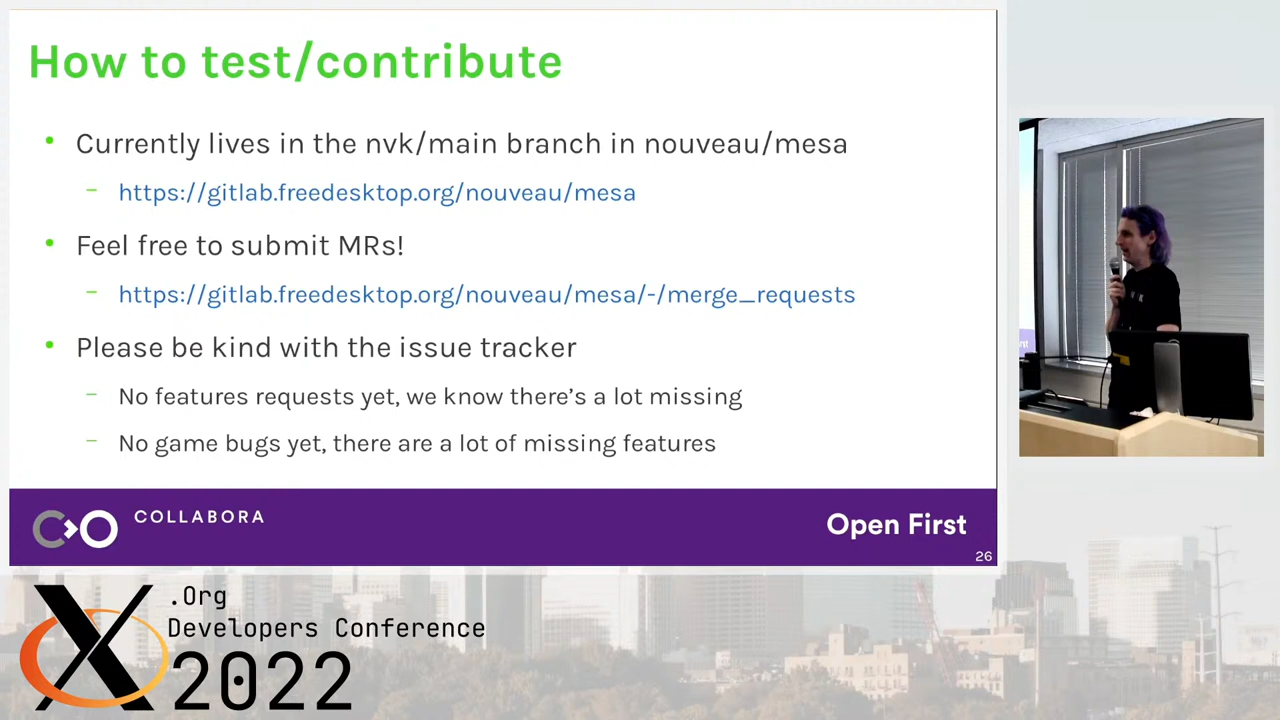 How to test/contribute
Currently lives in the nvk/main branch in nouveau/mesa
https://gitlab.freedesktop.org/nouveau/mesa
Feel free to submit MRs!
https://gitlab.freedesktop.org/nouveau/mesa/-/merge_requests
Please be kind with the issue tracker
No features requests yet, we know there's a lot missing
No game bugs yet, there are a lot of missing features
COLLABORA
Open First
26
X
.Org
Developers Conference
2022